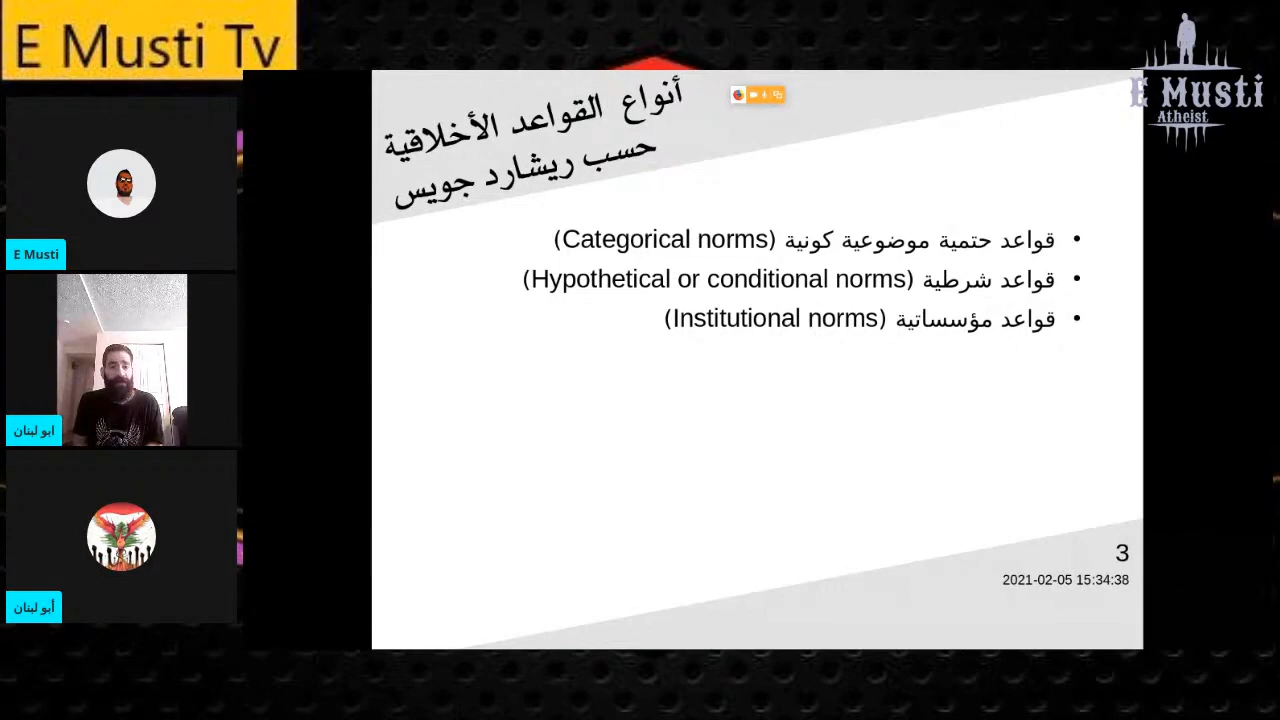 E Musti Tv
E Musti
Atheist
أنواع القواعد الأخلاقية
حسب ريشارد جويس
• قواعد حتمية موضوعية كونية (Categorical norms)
• قواعد شرطية (Hypothetical or conditional norms)
• قواعد مؤسساتية (Institutional norms)
3
2021-02-05 15:34:38
E Musti
ابو لبنان
أبو لبنان